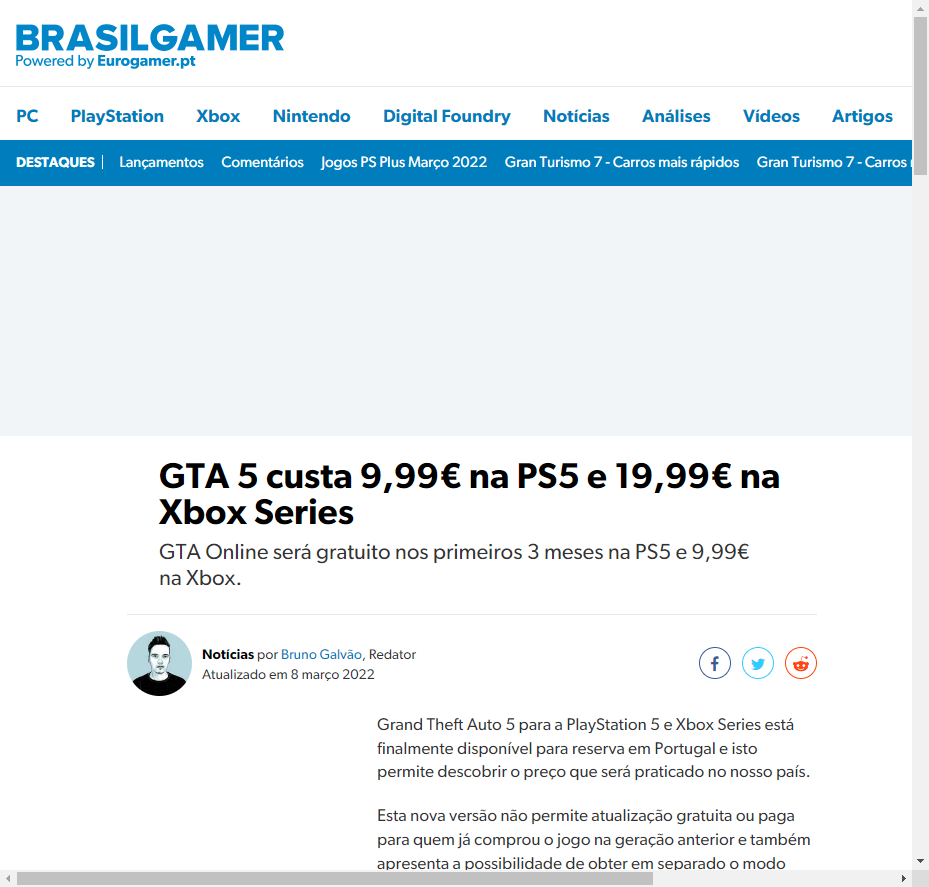 BRASILGAMER
Powered by Eurogamer.pt
PC PlayStation Xbox Nintendo Digital Foundry Notícias Análises Vídeos Artigos
DESTAQUES | Lançamentos Comentários Jogos PS Plus Março 2022 Gran Turismo 7 - Carros mais rápidos Gran Turismo 7 - Carros
GTA 5 custa 9,99€ na PS5 e 19,99€ na
Xbox Series
GTA Online será gratuito nos primeiros 3 meses na PS5 e 9,99€
na Xbox.
Notícias por Bruno Galvão, Redator
Atualizado em 8 março 2022
Grand Theft Auto 5 para a PlayStation 5 e Xbox Series está
finalmente disponível para reserva em Portugal e isto
permite descobrir o preço que será praticado no nosso país.
Esta nova versão não permite atualização gratuita ou paga
para quem já comprou o jogo na geração anterior e também
apresenta a possibilidade de obter em separado o modo